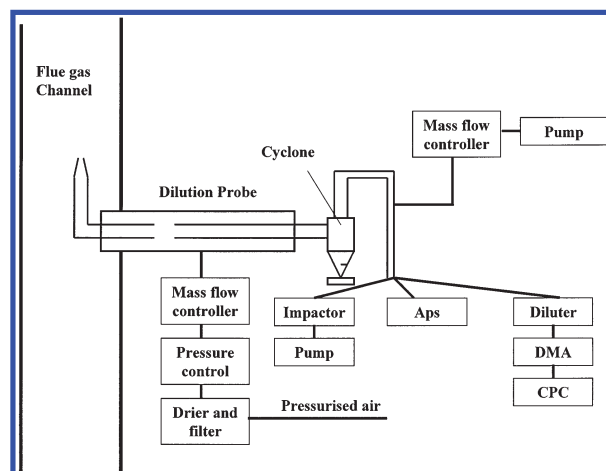 Flue gas
Channel
Mass flow
controller
Pump
Cyclone
Dilution Probe
Mass flow
controller
Impactor
Aps
Diluter
Pressure
control
Pump
DMA
CPC
Drier and
filter
Pressurised air